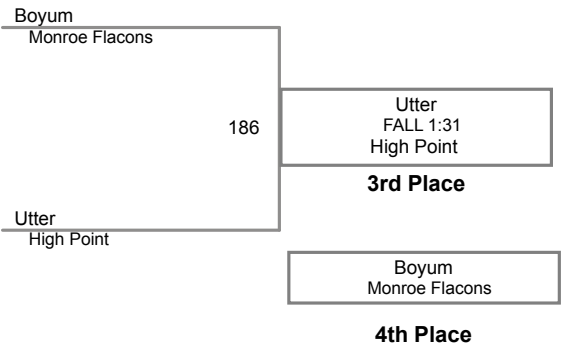 Boyum
Monroe Flacons
186
Utter
FALL 1:31
High Point
3rd Place
Utter
High Point
Boyum
Monroe Flacons
4th Place